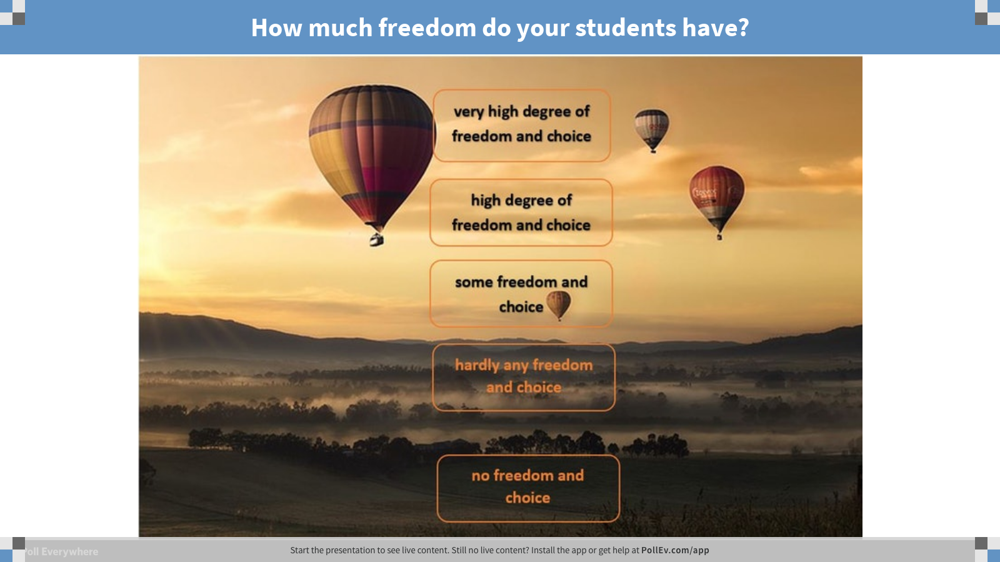 How much freedom do your students have?
very high degree of
freedom and choice
high degree of
freedom and choice
some freedom and
choice
hardly any freedom
and choice
no freedom and
choice
Poll Everywhere
Start the presentation to see live content. Still no live content? Install the app or get help at PollEv.com/app